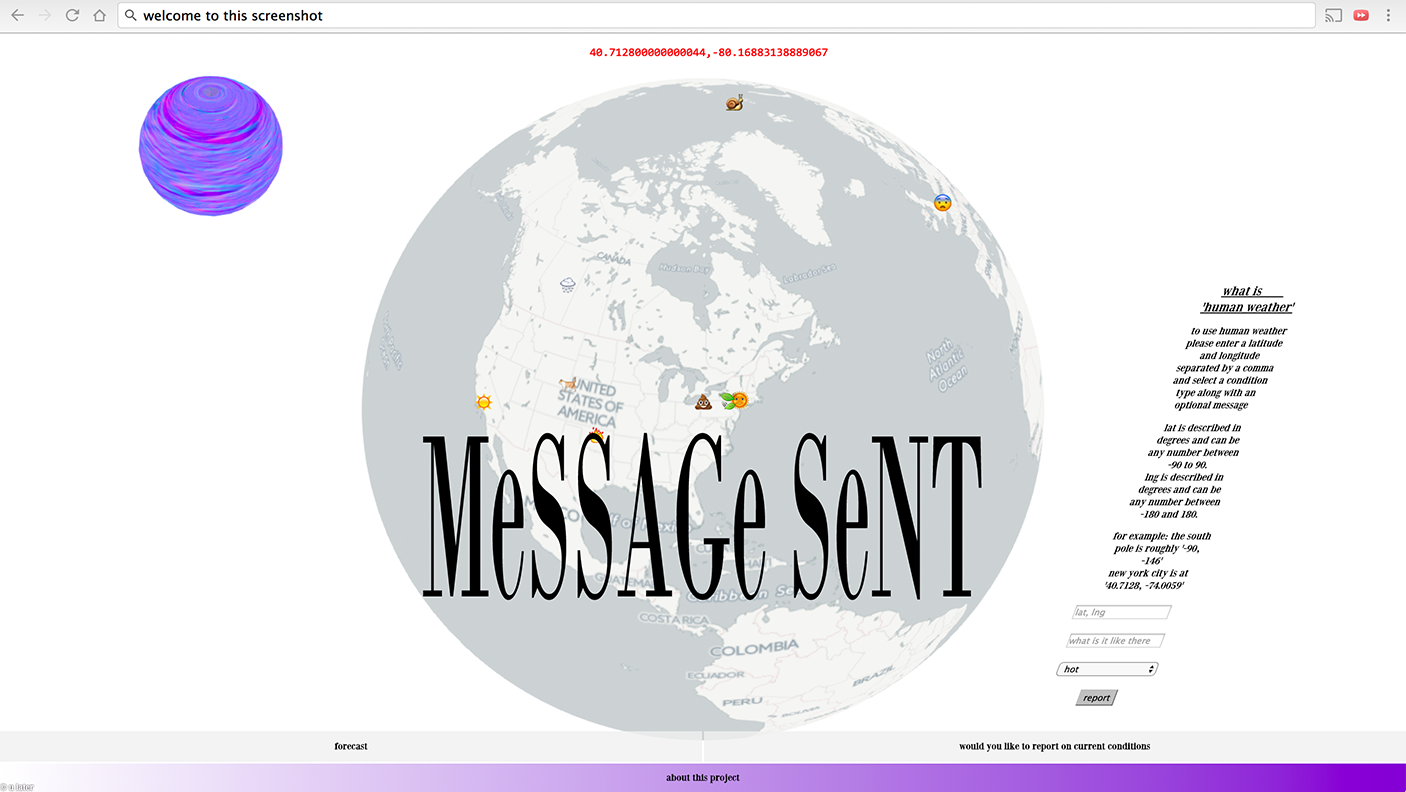 welcome to this screenshot
40.712800000000044,-80.16883138889067
CANADA
Hudson Bay
Labrador Sea
North
Atlantic
Ocean
UNITED
STATES OF
AMERICA
MeSSAGe SeNT
GUATEMALA
Caribbean Se
COSTA RICA
COLOMBIA
ECUADOR
BRAZIL
PERU
BOLIVIA
what is
'human weather'
to use human weather
please enter a latitude
and longitude
separated by a comma
and select a condition
type along with an
optional message
lat is described in
degrees and can be
any number between
-90 to 90.
lng is described in
degrees and can be
any number between
-180 and 180.
for example: the south
pole is roughly '-90,
-146'
new york city is at
'40.7128, -74.0059'
lat, lng
what is it like there
hot
report
forecast
would you like to report on current conditions
about this project
© q later